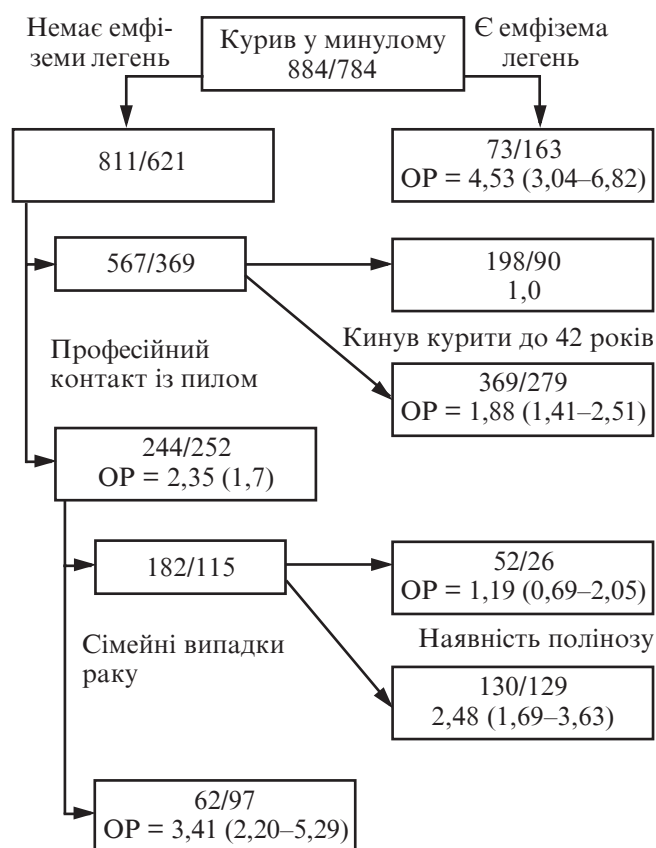 Немає емфі-
земи легень
Курив у минулому
884/784
Є емфізема
легень
811/621
73/163
ОР = 4,53 (3,04–6,82)
567/369
198/90
1,0
Кинув курити до 42 років
Професійний
контакт із пилом
369/279
ОР = 1,88 (1,41–2,51)
244/252
ОР = 2,35 (1,7)
182/115
52/26
ОР = 1,19 (0,69–2,05)
Сімейні випадки
раку
Наявність полінозу
130/129
2,48 (1,69–3,63)
62/97
ОР = 3,41 (2,20–5,29)